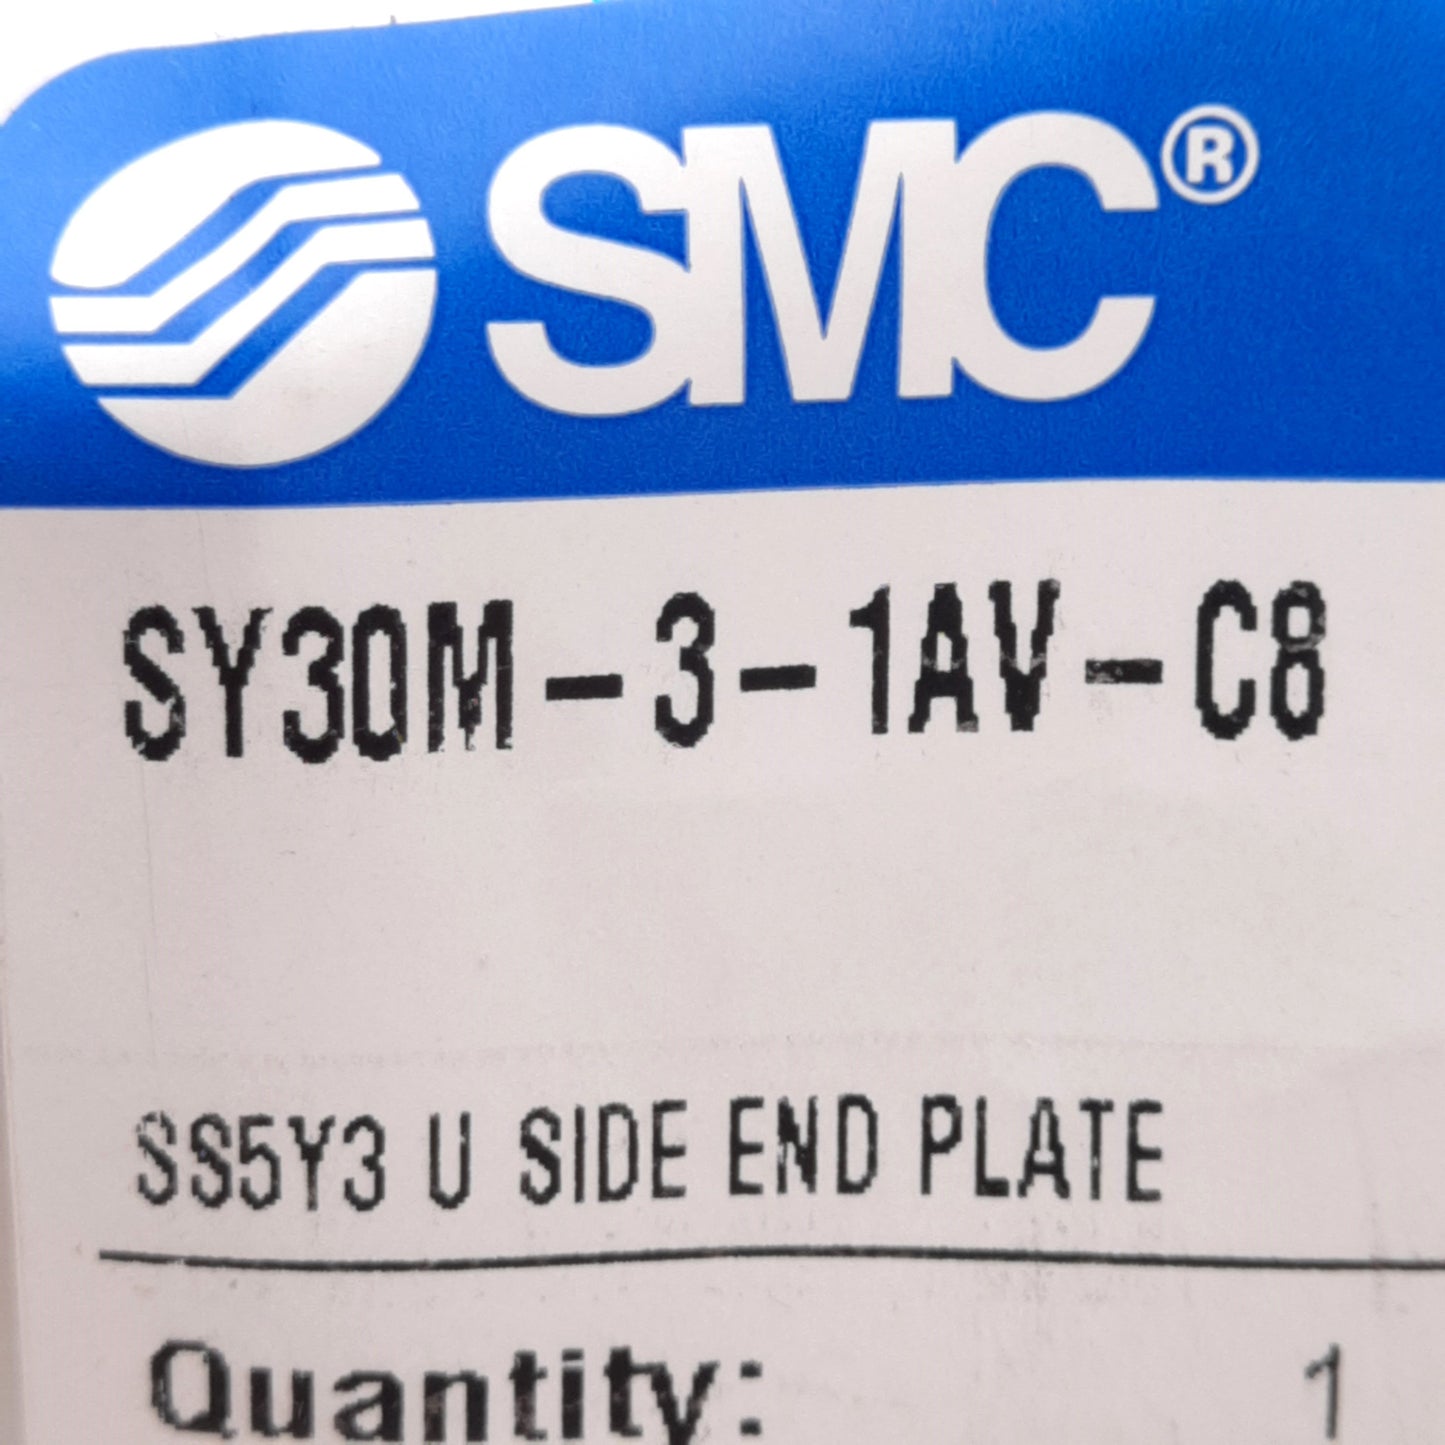 SMC®
SY30M-3-1AV-C8
SS5Y3 U SIDE END PLATE
Quantity: 1